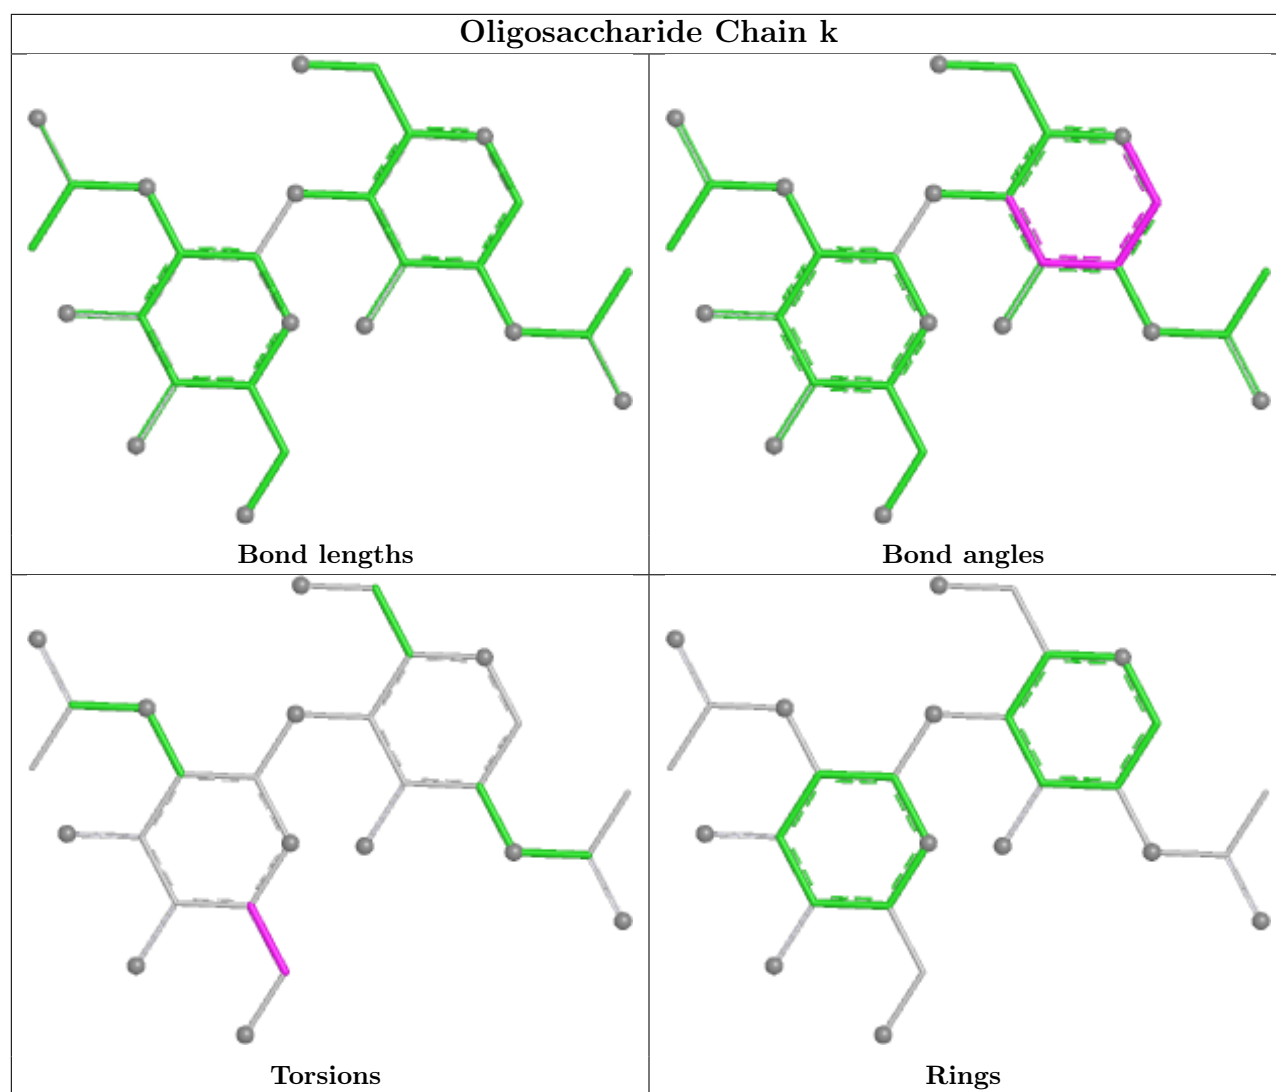 Oligosaccharide Chain k
Bond lengths
Bond angles
Torsions
Rings